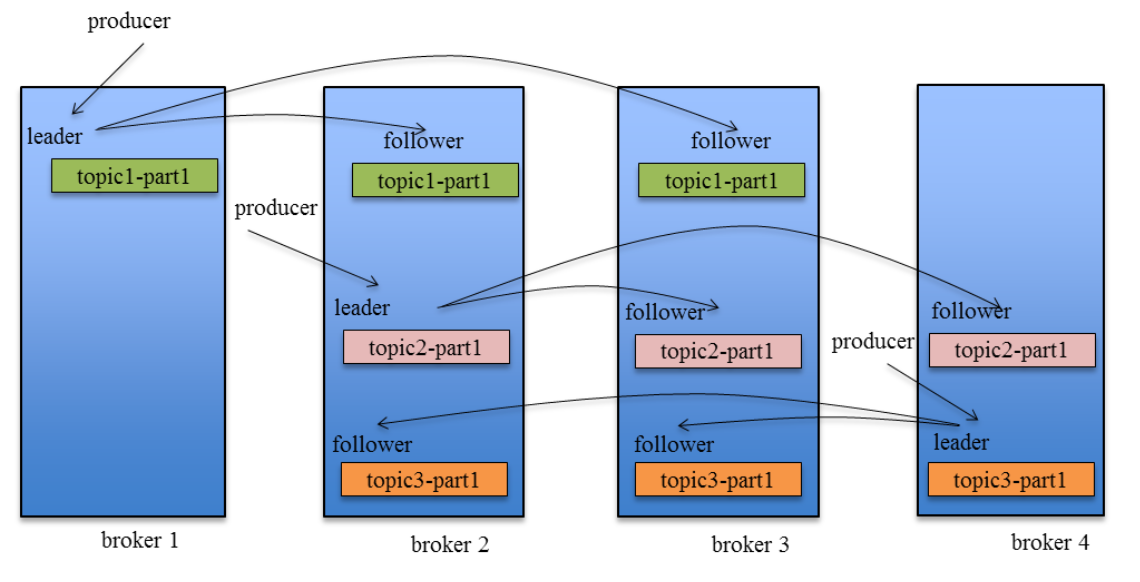 producer
leader
follower
follower
topic1-part1
topic1-part1
topic1-part1
producer
leader
follower
follower
topic2-part1
topic2-part1
topic2-part1
producer
follower
follower
leader
topic3-part1
topic3-part1
topic3-part1
broker 1
broker 2
broker 3
broker 4